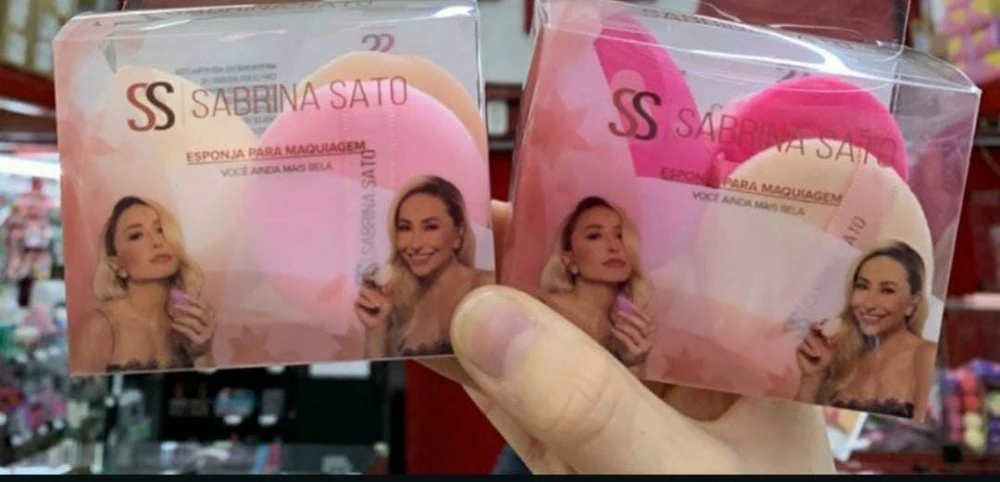 SS SABRINA SATO
ESPONJA PARA MAQUIAGEM
VOCÊ AINDA MAIS BELA
SABRINA SATO
SS SABRINA SATO
ESPONJA PARA MAQUIAGEM
VOCÊ AINDA MAIS BELA